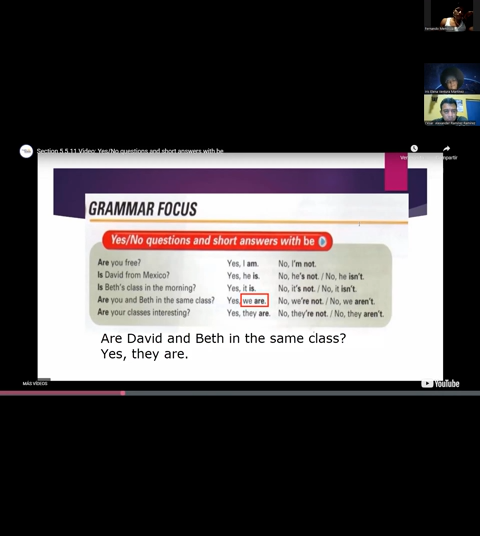 Section 5.5.11 Video: Yes/No questions and short answers with be
GRAMMAR FOCUS
Yes/No questions and short answers with be
Are you free? Yes, I am. No, I'm not.
Is David from Mexico? Yes, he is. No, he's not. / No, he isn't.
Is Beth's class in the morning? Yes, it is. No, it's not. / No, it isn't.
Are you and Beth in the same class? Yes, we are. No, we're not. / No, we aren't.
Are your classes interesting? Yes, they are. No, they're not. / No, they aren't.
Are David and Beth in the same class?
Yes, they are.
MÁS VÍDEOS
YouTube